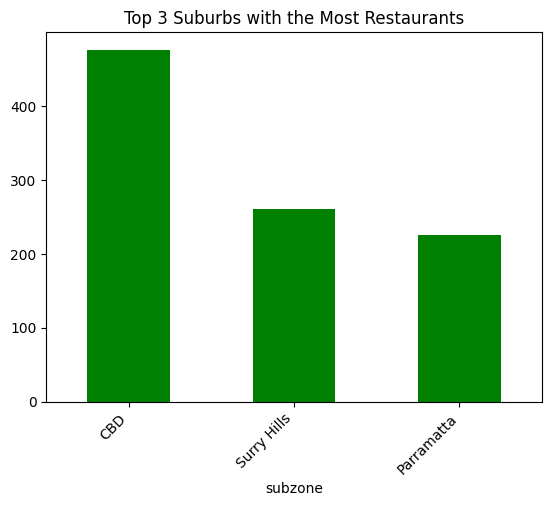 Top 3 Suburbs with the Most Restaurants
400
300
200
100
0
CBD
Surry Hills
Parramatta
subzone